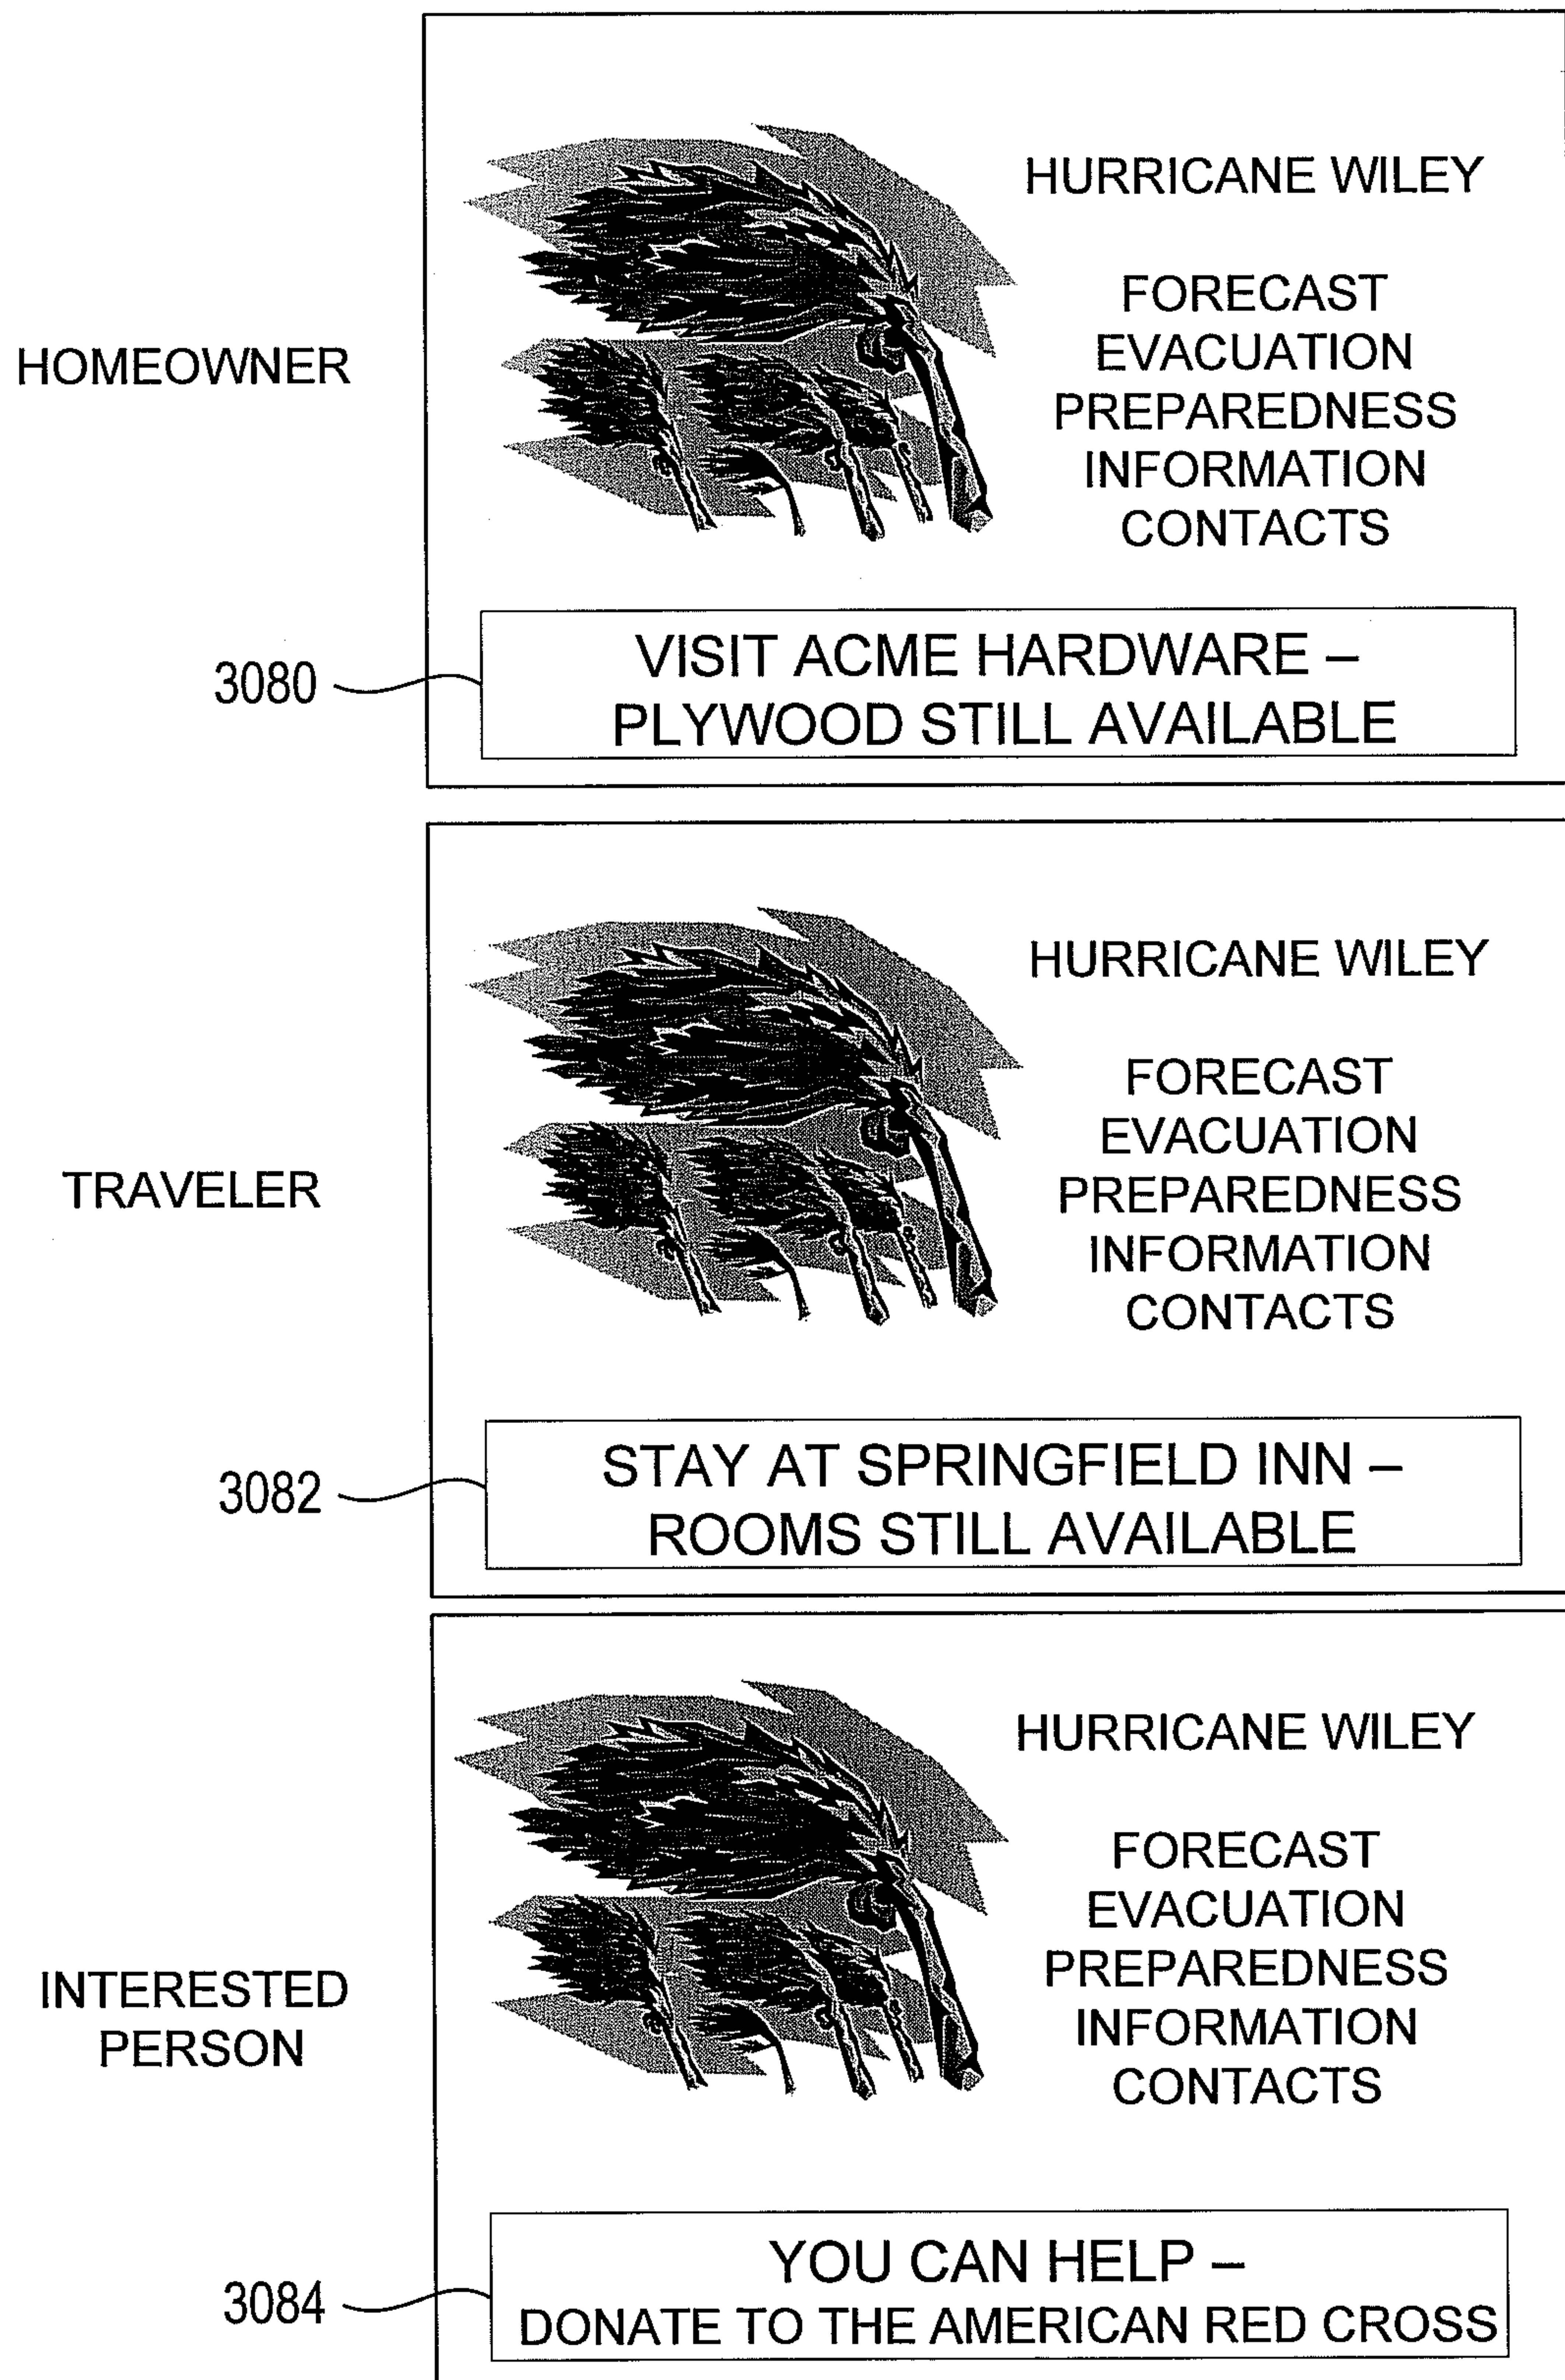 HOMEOWNER
HURRICANE WILEY
FORECAST
EVACUATION
PREPAREDNESS
INFORMATION
CONTACTS
3080
VISIT ACME HARDWARE –
PLYWOOD STILL AVAILABLE
TRAVELER
HURRICANE WILEY
FORECAST
EVACUATION
PREPAREDNESS
INFORMATION
CONTACTS
3082
STAY AT SPRINGFIELD INN –
ROOMS STILL AVAILABLE
INTERESTED
PERSON
HURRICANE WILEY
FORECAST
EVACUATION
PREPAREDNESS
INFORMATION
CONTACTS
3084
YOU CAN HELP –
DONATE TO THE AMERICAN RED CROSS